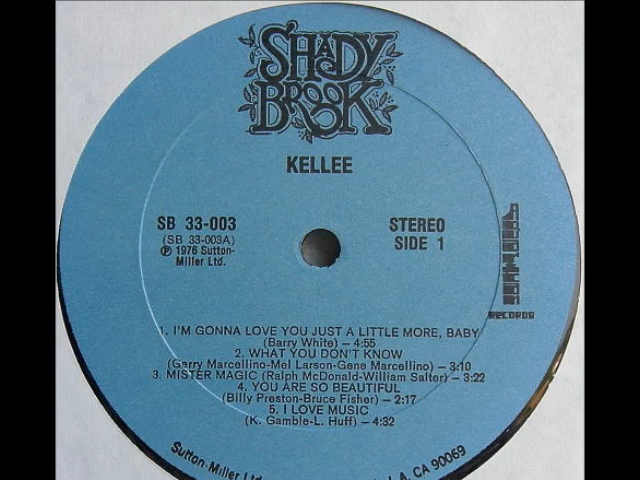 SHADY
BROOK
KELLEE
SB 33-003
(SB 33-003A)
℗ 1976 Sutton-
Miller Ltd.
STEREO
SIDE 1
RECORDS
1. I'M GONNA LOVE YOU JUST A LITTLE MORE, BABY
(Barry White) – 4:55
2. WHAT YOU DON'T KNOW
(Garry Marcellino-Mel Larson-Gene Marcellino) – 3:10
3. MISTER MAGIC (Ralph McDonald-William Salter) – 3:22
4. YOU ARE SO BEAUTIFUL
(Billy Preston-Bruce Fisher) – 2:17
5. I LOVE MUSIC
(K. Gamble-L. Huff) – 4:32
Sutton-Miller Ltd L.A. CA 90069